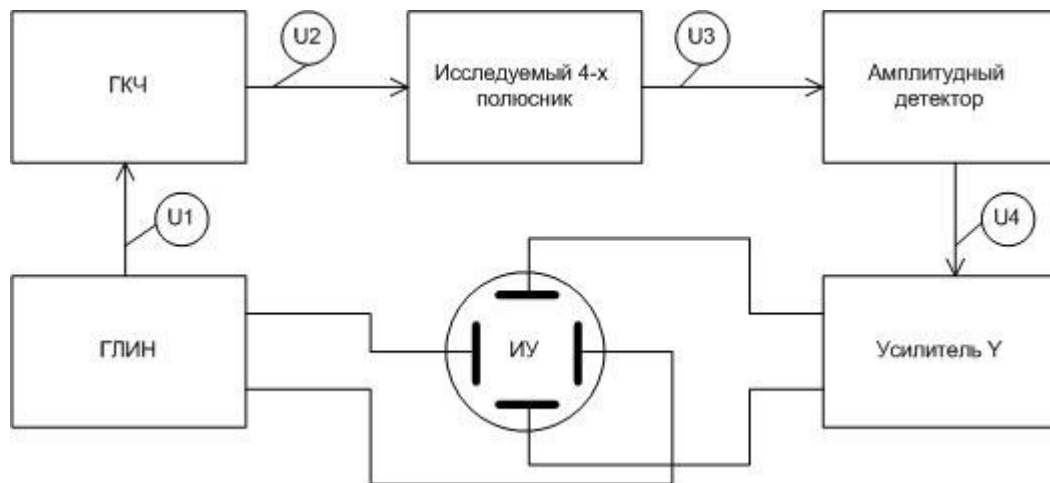 U2
U3
ГКЧ
Исследуемый 4-х
полюсник
Амплитудный
детектор
U1
U4
ГЛИН
ИУ
Усилитель Y